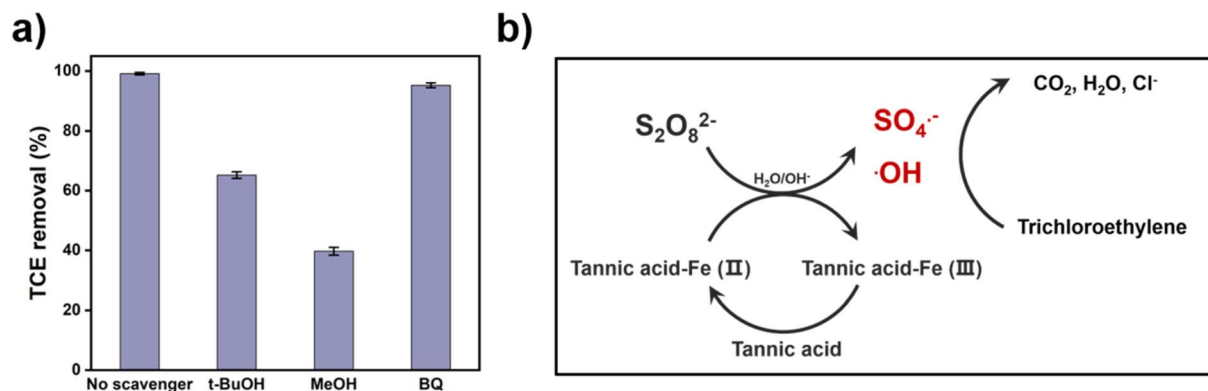 a)
TCE removal (%)
100
80
60
40
20
0
No scavenger
t-BuOH
MeOH
BQ
b)
CO₂, H₂O, Cl⁻
S₂O₈²⁻
SO₄·⁻
·OH
H₂O/OH⁻
Trichloroethylene
Tannic acid-Fe (Ⅱ)
Tannic acid-Fe (Ⅲ)
Tannic acid